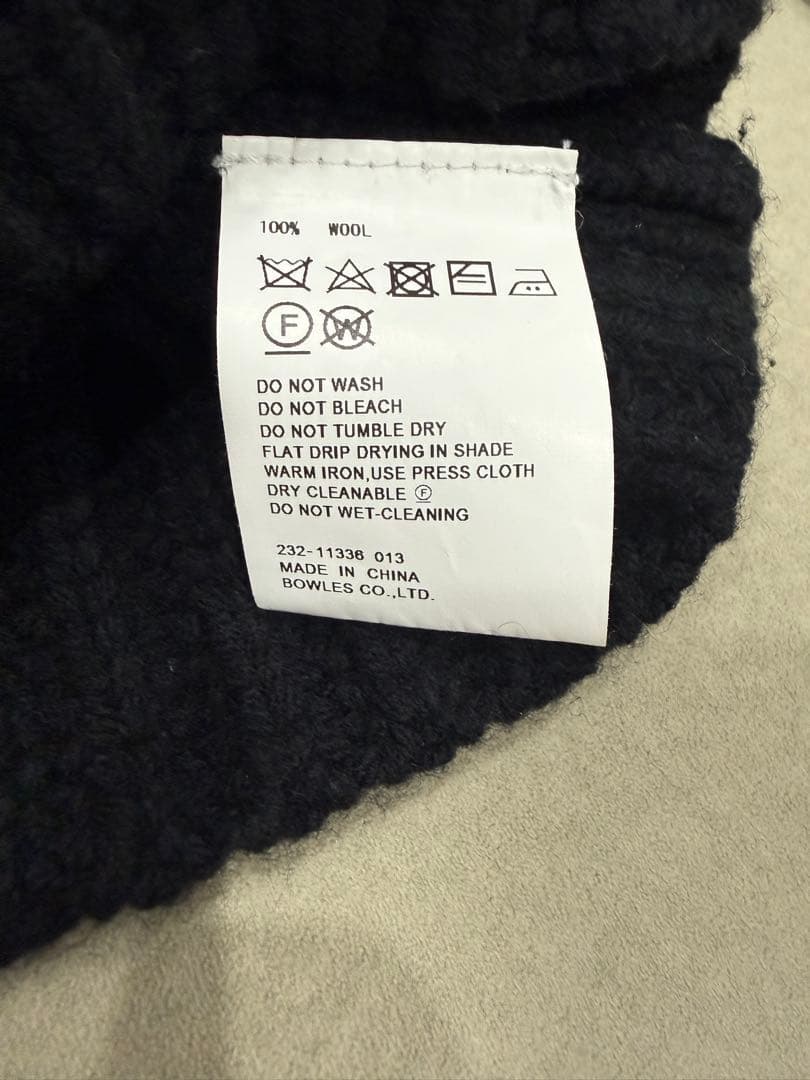 100% WOOL
F W
DO NOT WASH
DO NOT BLEACH
DO NOT TUMBLE DRY
FLAT DRIP DRYING IN SHADE
WARM IRON,USE PRESS CLOTH
DRY CLEANABLE Ⓕ
DO NOT WET-CLEANING
232-11336 013
MADE IN CHINA
BOWLES CO.,LTD.